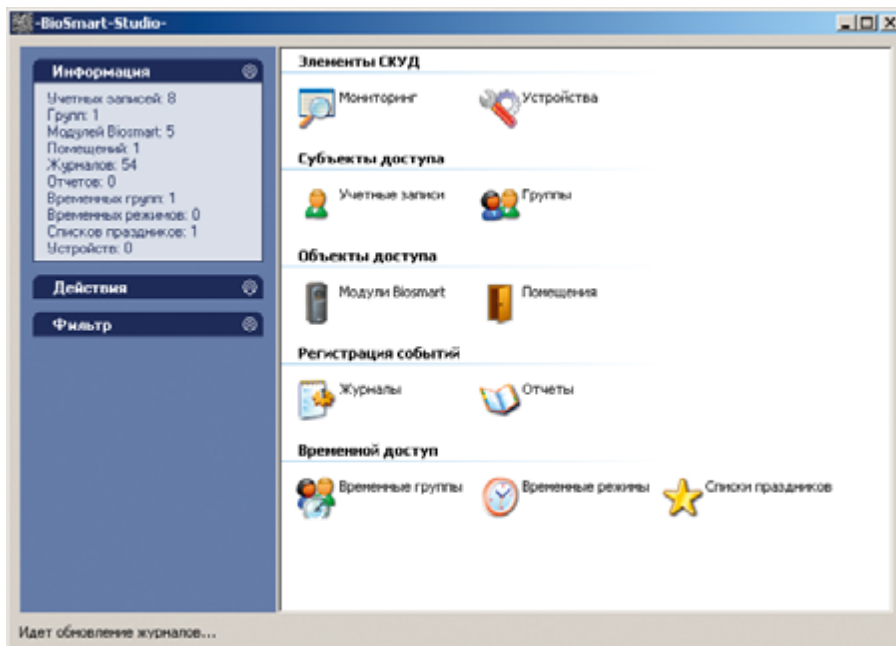 -BioSmart-Studio-
Информация
Учетных записей: 8
Групп: 1
Модулей Biosmart: 5
Помещений: 1
Журналов: 54
Отчетов: 0
Временных групп: 1
Временных режимов: 0
Списков праздников: 1
Устройств: 0
Действия
Фильтр
Элементы СКУД
Мониторинг Устройства
Субъекты доступа
Учетные записи Группы
Объекты доступа
Модули Biosmart Помещения
Регистрация событий
Журналы Отчеты
Временной доступ
Временные группы Временные режимы Списки праздников
Идет обновление журналов...